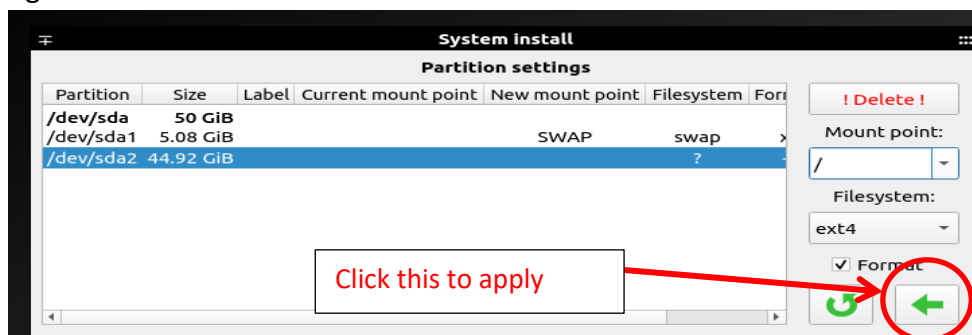 System install
Partition settings
Partition Size Label Current mount point New mount point Filesystem Forı
/dev/sda 50 GiB
/dev/sda1 5.08 GiB SWAP swap x
/dev/sda2 44.92 GiB ? -
! Delete !
Mount point:
/
Filesystem:
ext4
Format
Click this to apply